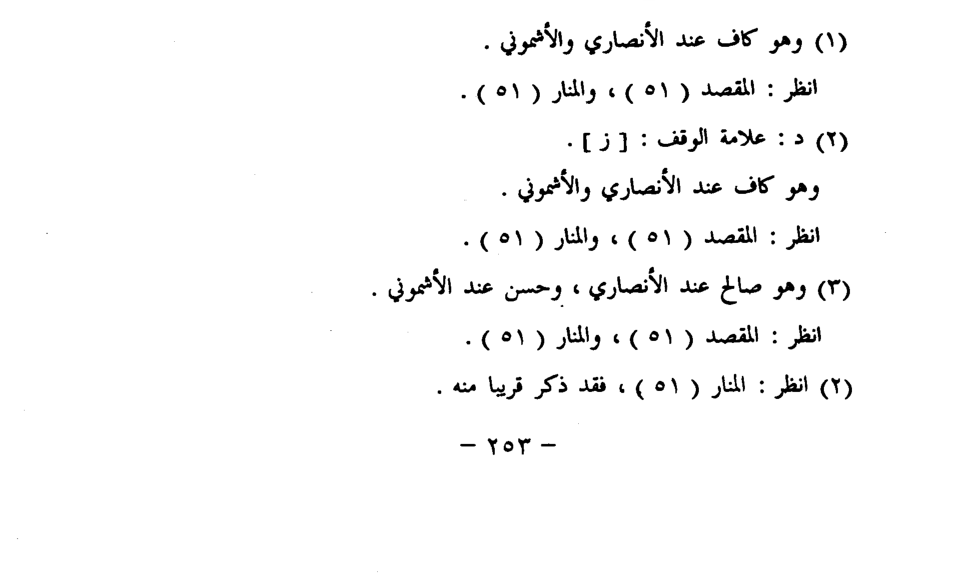 (١) وهو كاف عند الأنصاري والأشموني .
انظر : المقصد ( ٥١ ) ، والمنار ( ٥١ ) .
(٢) د : علامة الوقف : [ ز ] .
وهو كاف عند الأنصاري والأشموني .
انظر : المقصد ( ٥١ ) ، والمنار ( ٥١ ) .
(٣) وهو صالح عند الأنصاري ، وحسن عند الأشموني .
انظر : المقصد ( ٥١ ) ، والمنار ( ٥١ ) .
(٢) انظر : المنار ( ٥١ ) ، فقد ذكر قريبا منه .
– ٢٥٣ –